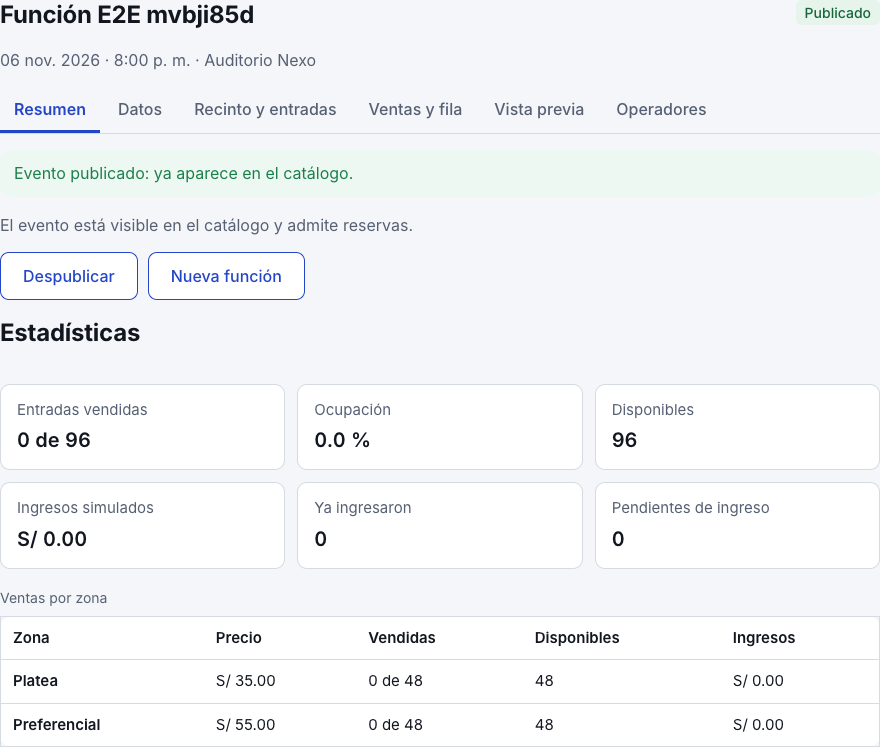 Función E2E mvbji85d
Publicado
06 nov. 2026 · 8:00 p. m. · Auditorio Nexo
Resumen Datos Recinto y entradas Ventas y fila Vista previa Operadores
Evento publicado: ya aparece en el catálogo.
El evento está visible en el catálogo y admite reservas.
Despublicar Nueva función
Estadísticas
Entradas vendidas
0 de 96
Ocupación
0.0 %
Disponibles
96
Ingresos simulados
S/ 0.00
Ya ingresaron
0
Pendientes de ingreso
0
Ventas por zona
Zona Precio Vendidas Disponibles Ingresos
Platea S/ 35.00 0 de 48 48 S/ 0.00
Preferencial S/ 55.00 0 de 48 48 S/ 0.00